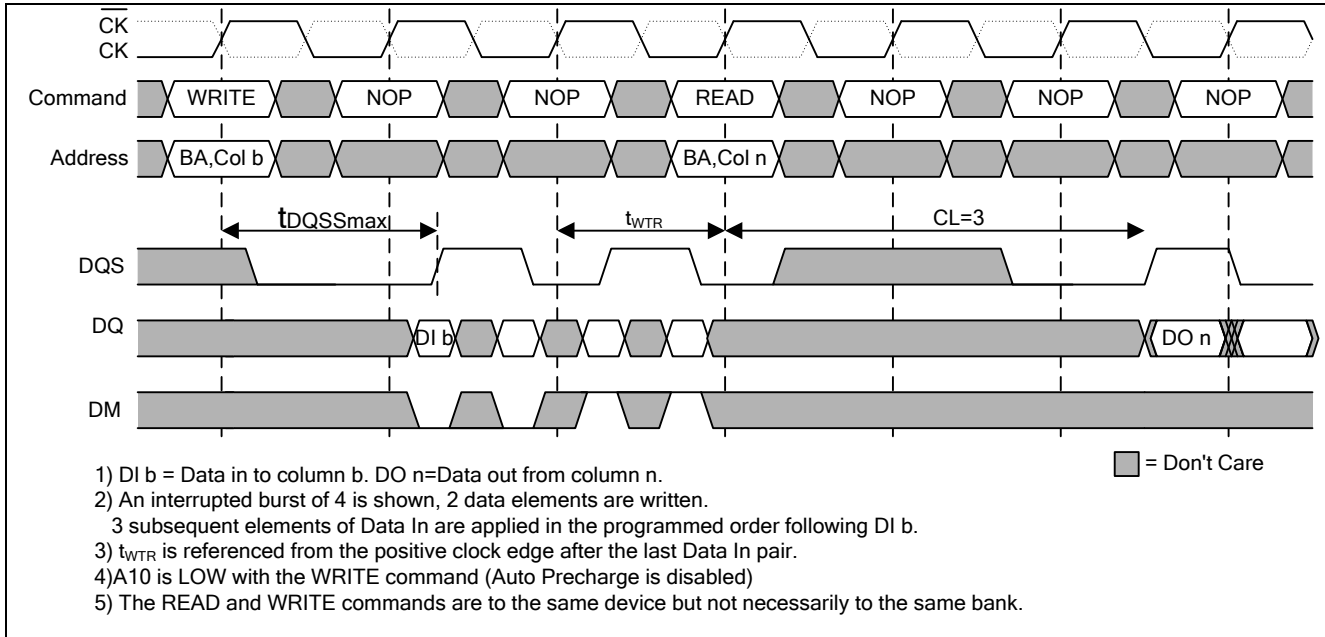 CK
CK
Command WRITE NOP NOP READ NOP NOP NOP
Address BA,Col b BA,Col n
tDQSSmax tWTR CL=3
DQS
DQ DI b DO n
DM
1) DI b = Data in to column b. DO n=Data out from column n.
= Don't Care
2) An interrupted burst of 4 is shown, 2 data elements are written.
3 subsequent elements of Data In are applied in the programmed order following DI b.
3) tWTR is referenced from the positive clock edge after the last Data In pair.
4)A10 is LOW with the WRITE command (Auto Precharge is disabled)
5) The READ and WRITE commands are to the same device but not necessarily to the same bank.